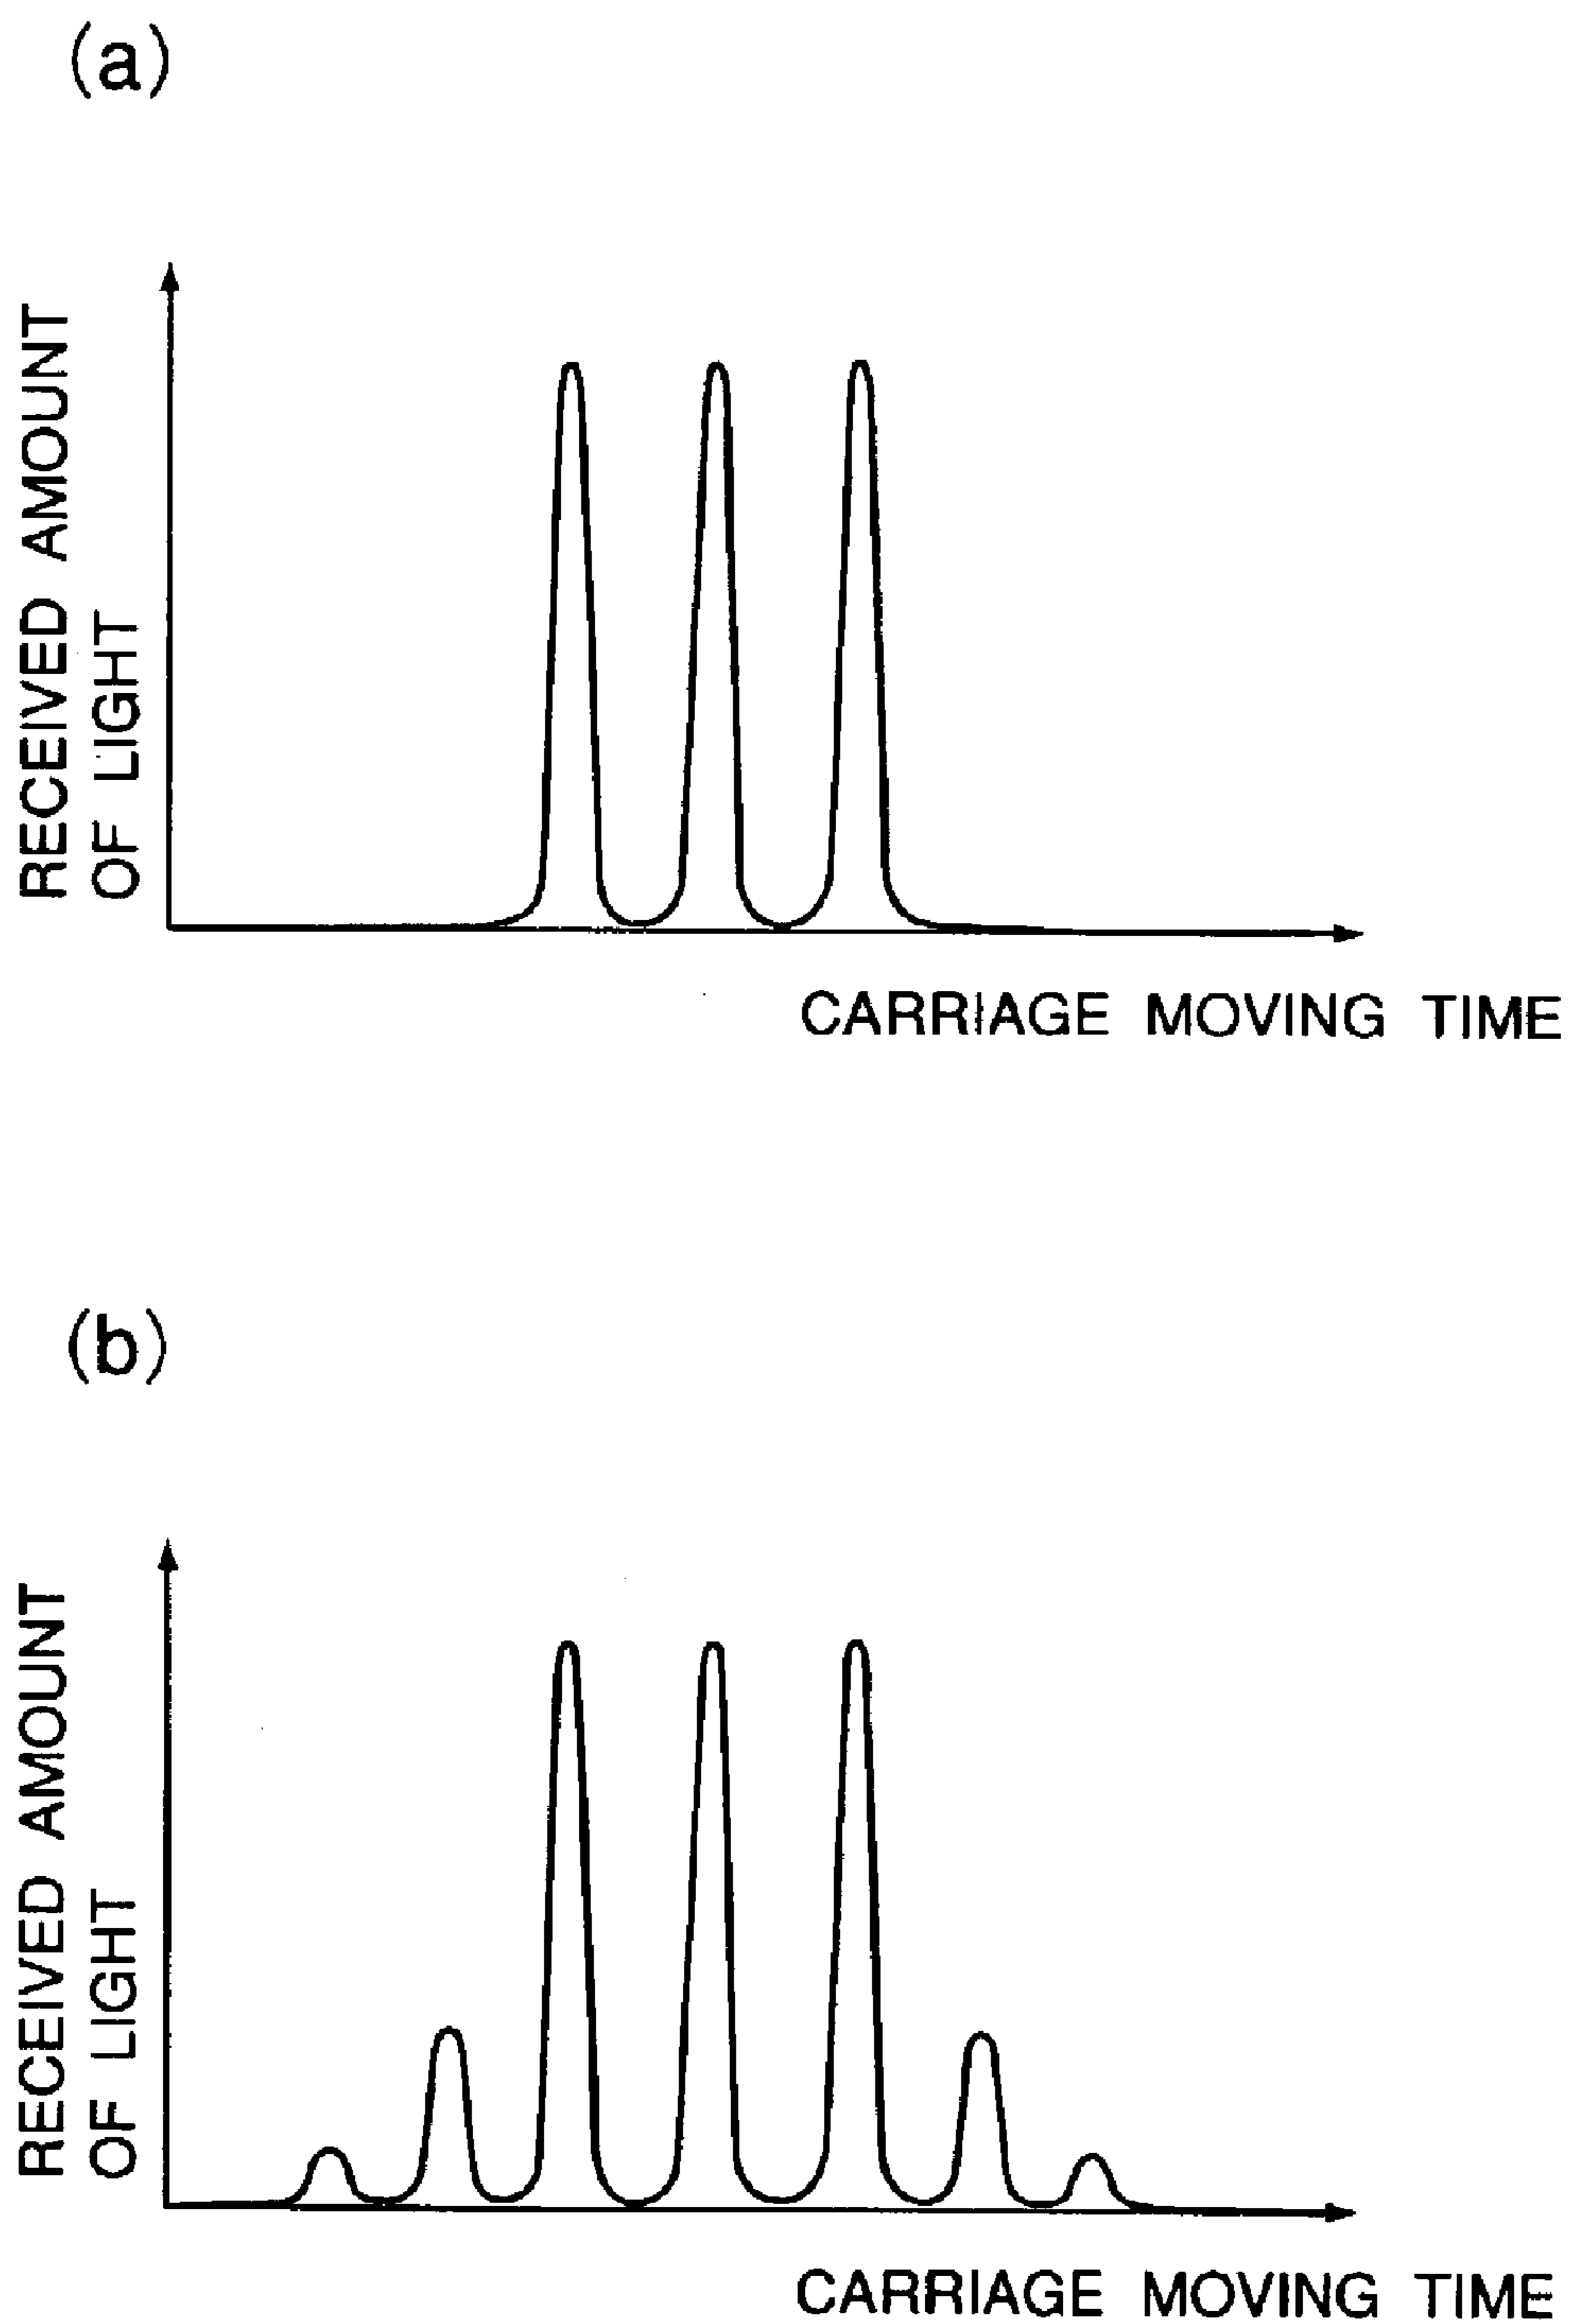 (a)
RECEIVED AMOUNT
OF LIGHT
CARRIAGE MOVING TIME
(b)
RECEIVED AMOUNT
OF LIGHT
CARRIAGE MOVING TIME